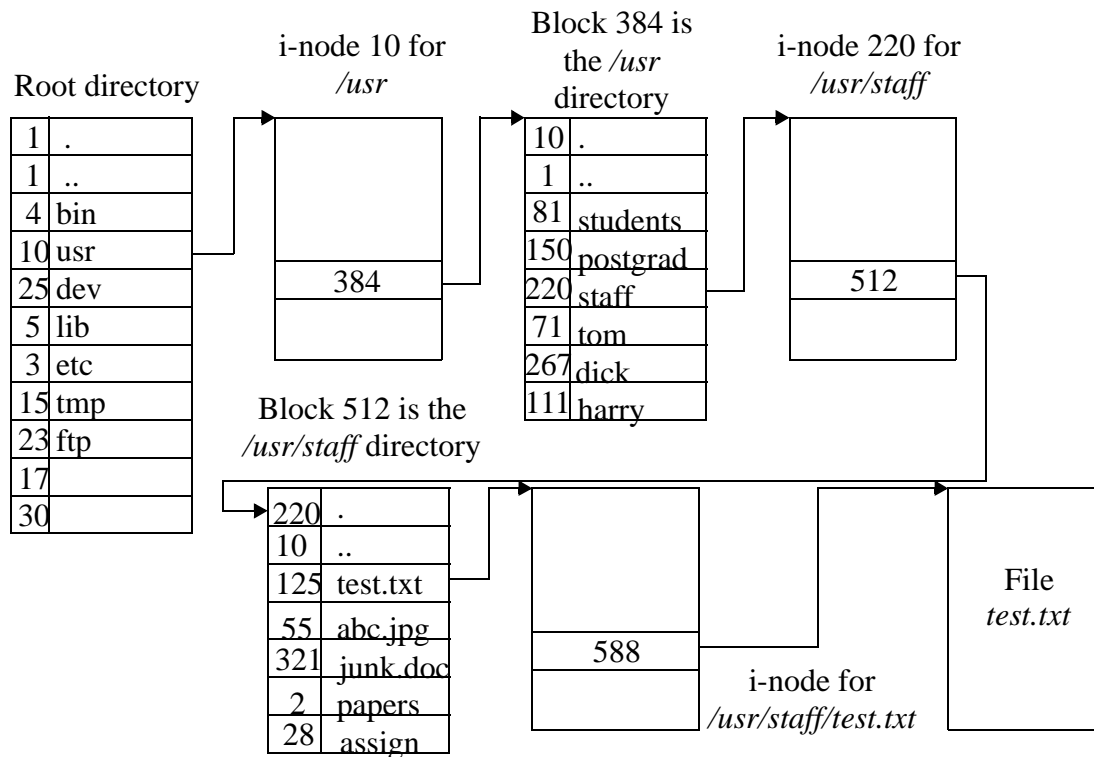 Root directory
1 .
1 ..
4 bin
10 usr
25 dev
5 lib
3 etc
15 tmp
23 ftp
17
30
i-node 10 for
/usr
384
Block 384 is
the /usr
directory
10 .
1 ..
81 students
150 postgrad
220 staff
71 tom
267 dick
111 harry
i-node 220 for
/usr/staff
512
Block 512 is the
/usr/staff directory
220 .
10 ..
125 test.txt
55 abc.jpg
321 junk.doc
2 papers
28 assign
588
i-node for
/usr/staff/test.txt
File
test.txt